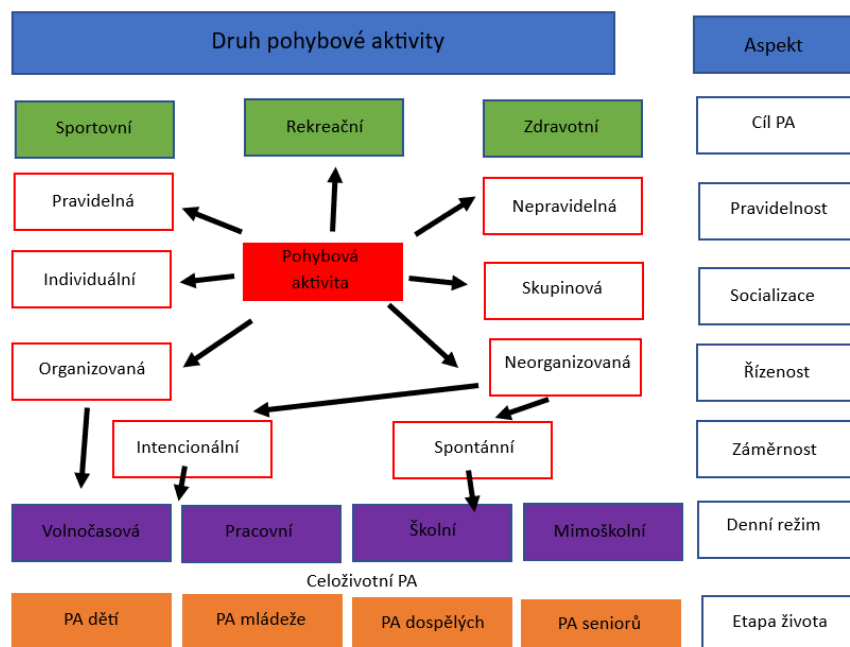 Druh pohybové aktivity
Aspekt
Sportovní
Rekreační
Zdravotní
Cíl PA
Pravidelná
Nepravidelná
Pravidelnost
Pohybová
aktivita
Individuální
Skupinová
Socializace
Organizovaná
Neorganizovaná
Řízenost
Intencionální
Spontánní
Záměrnost
Volnočasová
Pracovní
Školní
Mimoškolní
Denní režim
Celoživotní PA
PA dětí
PA mládeže
PA dospělých
PA seniorů
Etapa života